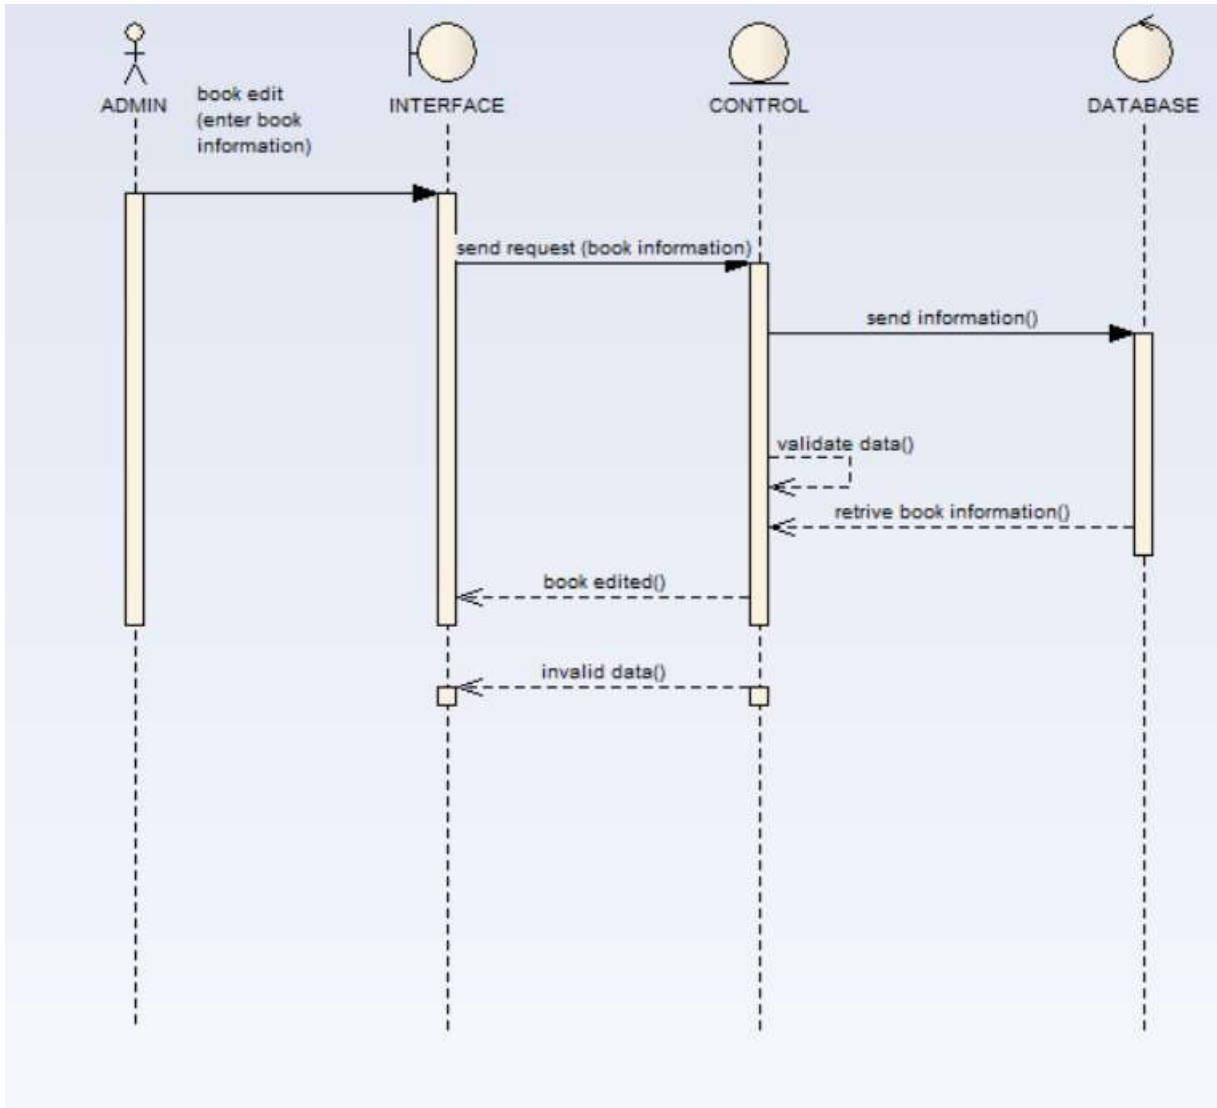 ADMIN
book edit
(enter book
information)
INTERFACE
CONTROL
DATABASE
send request (book information)
send information()
validate data()
retrive book information()
book edited()
invalid data()